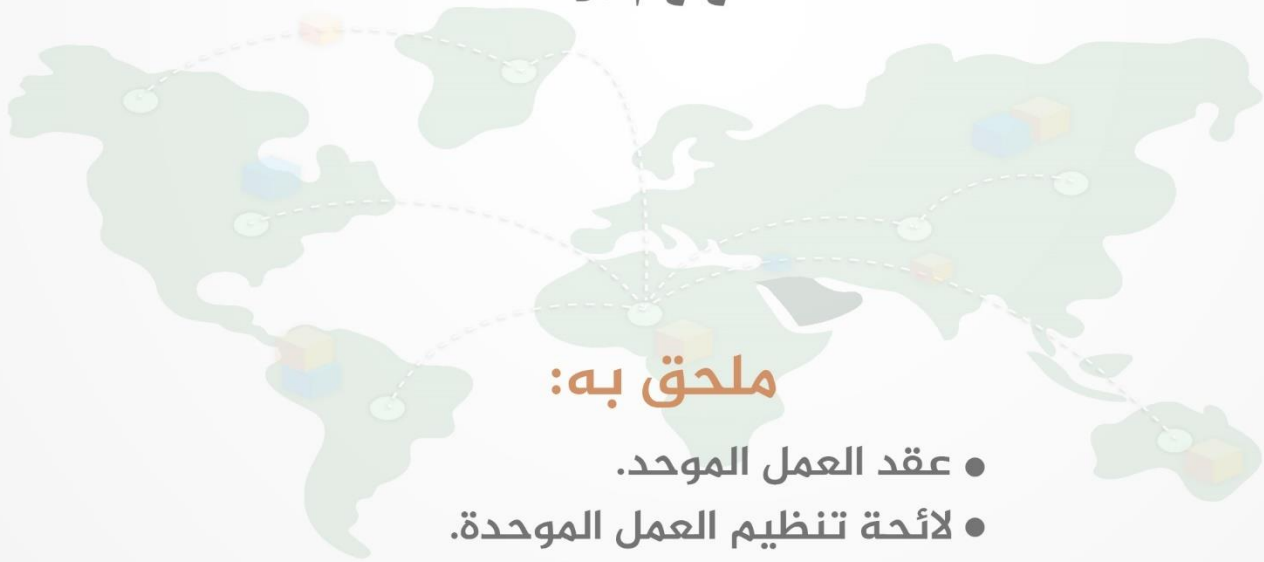 ملحق به:
● عقد العمل الموحد.
● لائحة تنظيم العمل الموحدة.